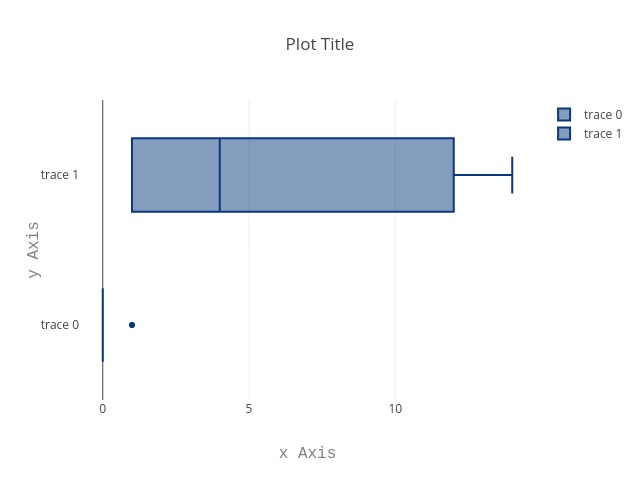 Plot Title
trace 0
trace 1
trace 1
trace 0
y Axis
0
5
10
x Axis